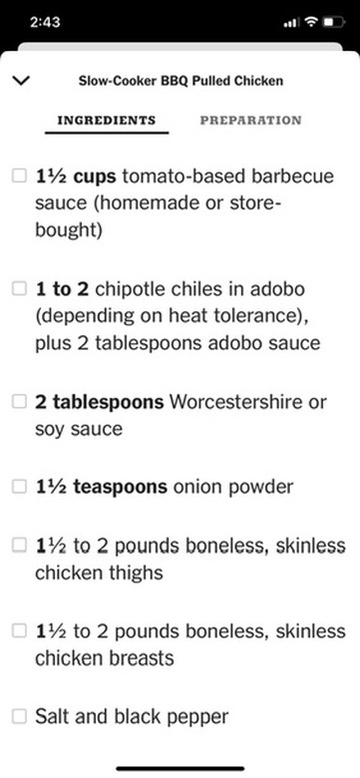 2:43
Slow-Cooker BBQ Pulled Chicken
INGREDIENTS PREPARATION
1½ cups tomato-based barbecue
sauce (homemade or store-
bought)
1 to 2 chipotle chiles in adobo
(depending on heat tolerance),
plus 2 tablespoons adobo sauce
2 tablespoons Worcestershire or
soy sauce
1½ teaspoons onion powder
1½ to 2 pounds boneless, skinless
chicken thighs
1½ to 2 pounds boneless, skinless
chicken breasts
Salt and black pepper